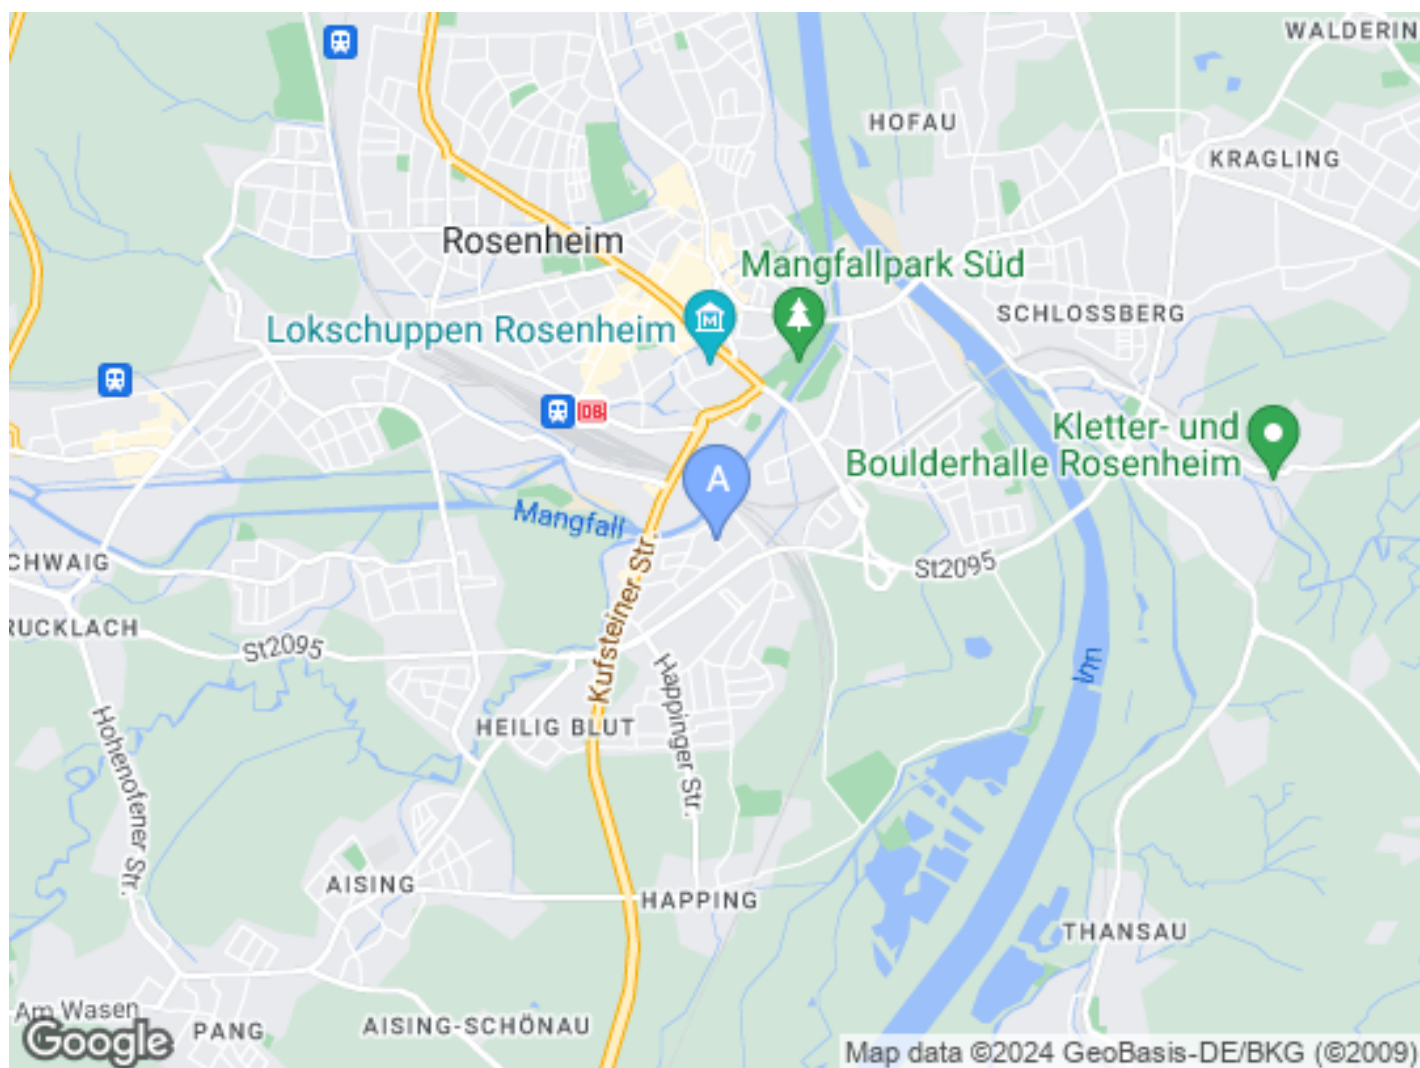 WALDERIN
HOFAU
KRAGLING
Rosenheim
Mangfallpark Süd
SCHLOSSBERG
Lokschuppen Rosenheim
M
DB
Kletter- und
Boulderhalle Rosenheim
A
Mangfall
CHWAIG
St2095
RUCKLACH
St2095
Kufsteiner Str.
Inn
Happinger Str.
HEILIG BLUT
Hohenofener Str.
AISING
HAPPING
THANSAU
Am Wasen
PANG
AISING-SCHÖNAU
Google
Map data ©2024 GeoBasis-DE/BKG (©2009)